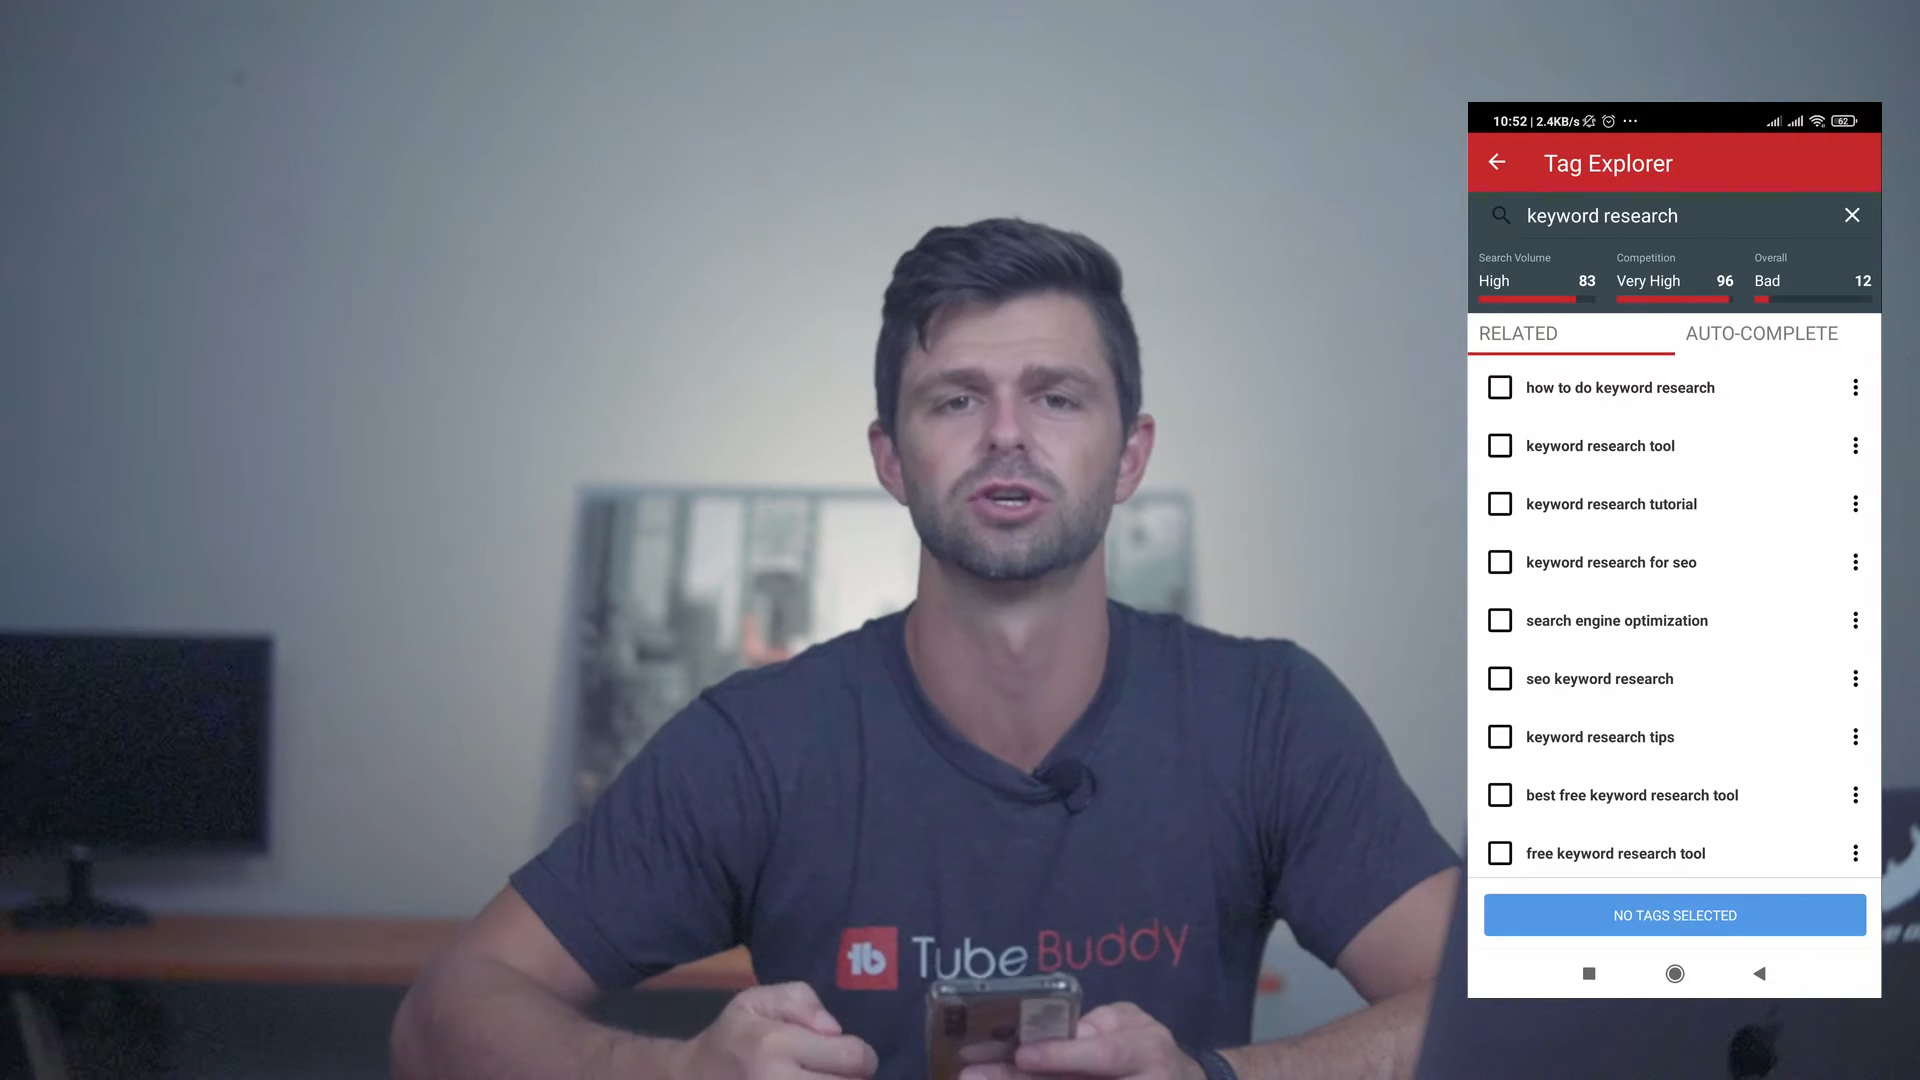 10:52 | 2.4KB/s
62
Tag Explorer
keyword research
Search Volume Competition Overall
High 83 Very High 96 Bad 12
RELATED AUTO-COMPLETE
how to do keyword research
keyword research tool
keyword research tutorial
keyword research for seo
search engine optimization
seo keyword research
keyword research tips
best free keyword research tool
free keyword research tool
NO TAGS SELECTED
tb TubeBuddy